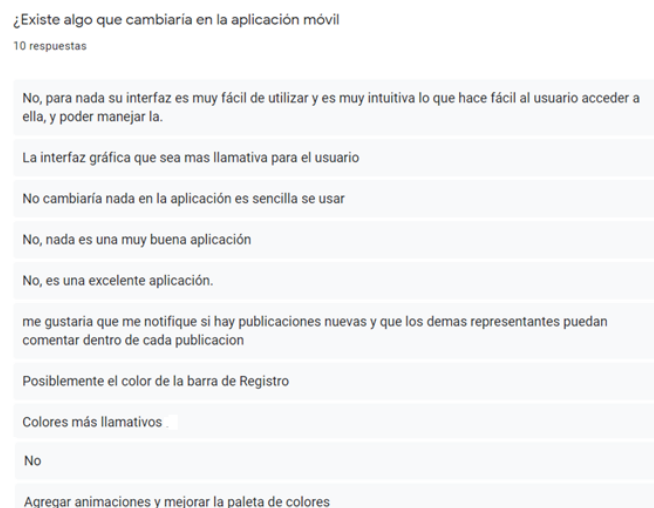 ¿Existe algo que cambiaría en la aplicación móvil
10 respuestas
No, para nada su interfaz es muy fácil de utilizar y es muy intuitiva lo que hace fácil al usuario acceder a
ella, y poder manejar la.
La interfaz gráfica que sea mas llamativa para el usuario
No cambiaría nada en la aplicación es sencilla se usar
No, nada es una muy buena aplicación
No, es una excelente aplicación.
me gustaria que me notifique si hay publicaciones nuevas y que los demas representantes puedan
comentar dentro de cada publicacion
Posiblemente el color de la barra de Registro
Colores más llamativos
No
Agregar animaciones y mejorar la paleta de colores